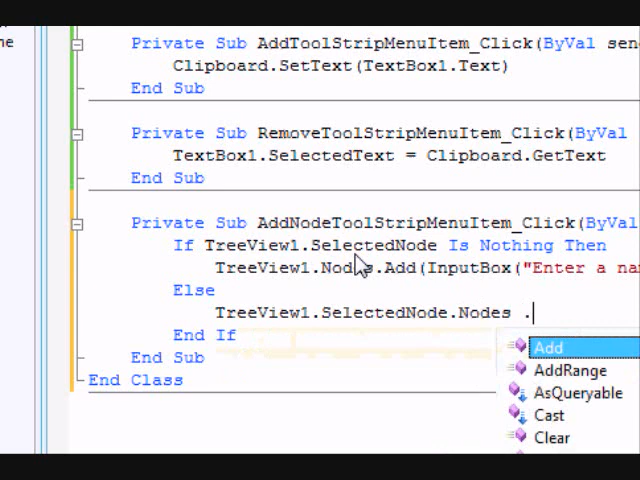 ne
Private Sub AddToolStripMenuItem_Click(ByVal sen
Clipboard.SetText(TextBox1.Text)
End Sub
Private Sub RemoveToolStripMenuItem_Click(ByVal
TextBox1.SelectedText = Clipboard.GetText
End Sub
Private Sub AddNodeToolStripMenuItem_Click(ByVal
If TreeView1.SelectedNode Is Nothing Then
TreeView1.Nodes.Add(InputBox("Enter a na
Else
TreeView1.SelectedNode.Nodes .
End If
End Sub
End Class
Add
AddRange
AsQueryable
Cast
Clear